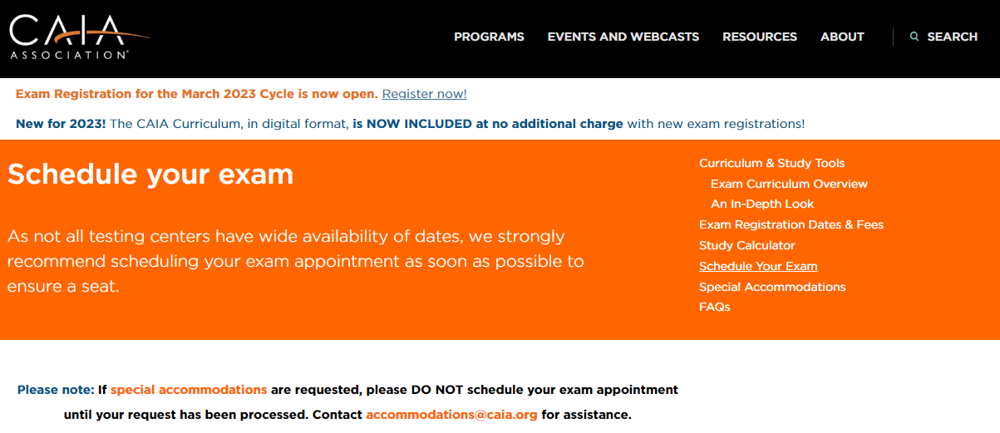 CAIA
ASSOCIATION®
PROGRAMS EVENTS AND WEBCASTS RESOURCES ABOUT SEARCH
Exam Registration for the March 2023 Cycle is now open. Register now!
New for 2023! The CAIA Curriculum, in digital format, is NOW INCLUDED at no additional charge with new exam registrations!
Schedule your exam
As not all testing centers have wide availability of dates, we strongly
recommend scheduling your exam appointment as soon as possible to
ensure a seat.
Curriculum & Study Tools
Exam Curriculum Overview
An In-Depth Look
Exam Registration Dates & Fees
Study Calculator
Schedule Your Exam
Special Accommodations
FAQs
Please note: If special accommodations are requested, please DO NOT schedule your exam appointment
until your request has been processed. Contact accommodations@caia.org for assistance.